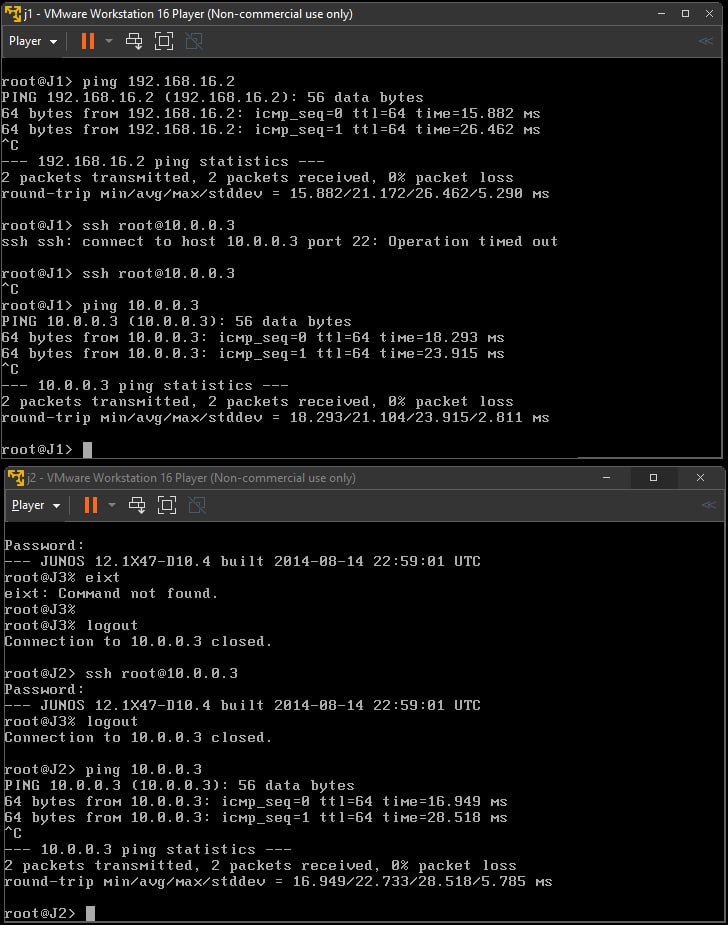 j1 - VMware Workstation 16 Player (Non-commercial use only)
Player
root@J1> ping 192.168.16.2
PING 192.168.16.2 (192.168.16.2): 56 data bytes
64 bytes from 192.168.16.2: icmp_seq=0 ttl=64 time=15.882 ms
64 bytes from 192.168.16.2: icmp_seq=1 ttl=64 time=26.462 ms
^C
--- 192.168.16.2 ping statistics ---
2 packets transmitted, 2 packets received, 0% packet loss
round-trip min/avg/max/stddev = 15.882/21.172/26.462/5.290 ms
root@J1> ssh root@10.0.0.3
ssh ssh: connect to host 10.0.0.3 port 22: Operation timed out
root@J1> ssh root@10.0.0.3
^C
root@J1> ping 10.0.0.3
PING 10.0.0.3 (10.0.0.3): 56 data bytes
64 bytes from 10.0.0.3: icmp_seq=0 ttl=64 time=18.293 ms
64 bytes from 10.0.0.3: icmp_seq=1 ttl=64 time=23.915 ms
^C
--- 10.0.0.3 ping statistics ---
2 packets transmitted, 2 packets received, 0% packet loss
round-trip min/avg/max/stddev = 18.293/21.104/23.915/2.811 ms
root@J1>
j2 - VMware Workstation 16 Player (Non-commercial use only)
Player
Password:
--- JUNOS 12.1X47-D10.4 built 2014-08-14 22:59:01 UTC
root@J3% eixt
eixt: Command not found.
root@J3%
root@J3% logout
Connection to 10.0.0.3 closed.
root@J2> ssh root@10.0.0.3
Password:
--- JUNOS 12.1X47-D10.4 built 2014-08-14 22:59:01 UTC
root@J3% logout
Connection to 10.0.0.3 closed.
root@J2> ping 10.0.0.3
PING 10.0.0.3 (10.0.0.3): 56 data bytes
64 bytes from 10.0.0.3: icmp_seq=0 ttl=64 time=16.949 ms
64 bytes from 10.0.0.3: icmp_seq=1 ttl=64 time=28.518 ms
^C
--- 10.0.0.3 ping statistics ---
2 packets transmitted, 2 packets received, 0% packet loss
round-trip min/avg/max/stddev = 16.949/22.733/28.518/5.785 ms
root@J2>